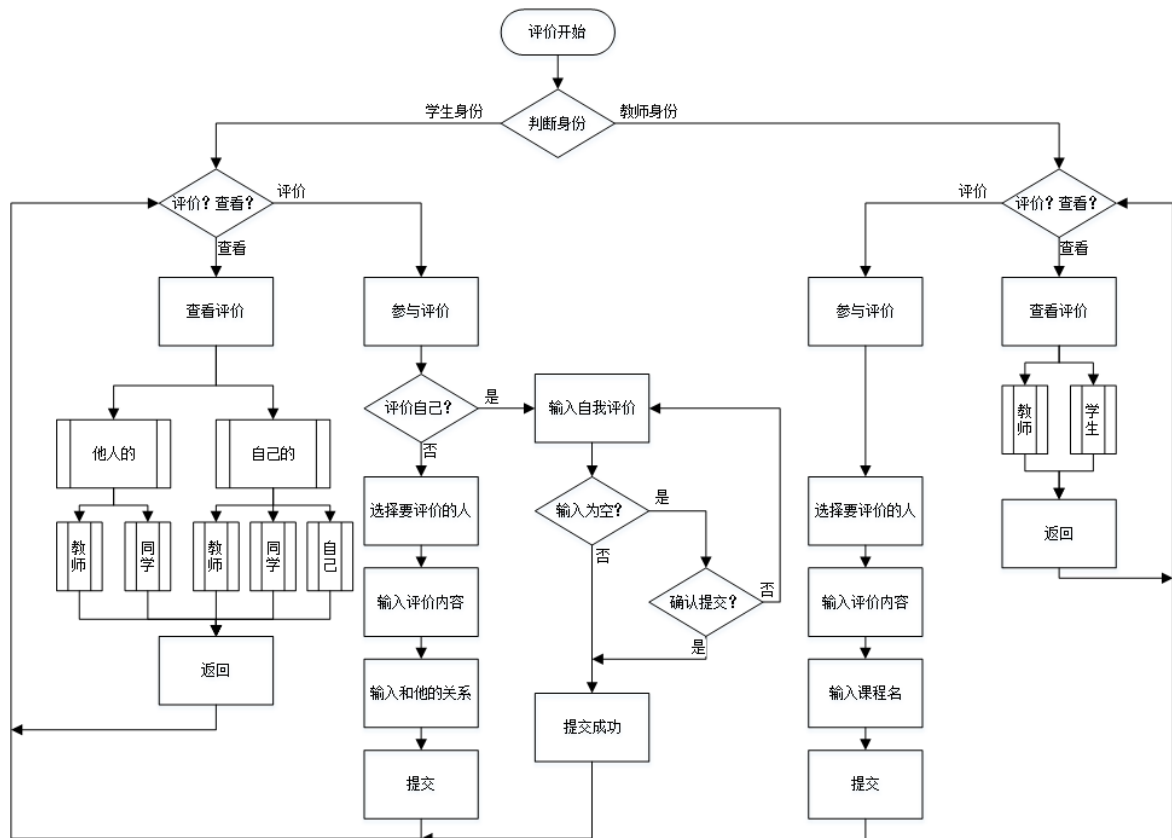 评价开始
判断身份
学生身份
教师身份
评价？查看？
评价
查看
评价
评价？查看？
查看
查看评价
参与评价
参与评价
查看评价
评价自己？
是
否
输入自我评价
教师
学生
他人的
自己的
选择要评价的人
输入为空？
是
否
选择要评价的人
返回
教师
同学
教师
同学
自己
输入评价内容
确认提交？
否
是
输入评价内容
返回
输入和他的关系
提交成功
输入课程名
提交
提交